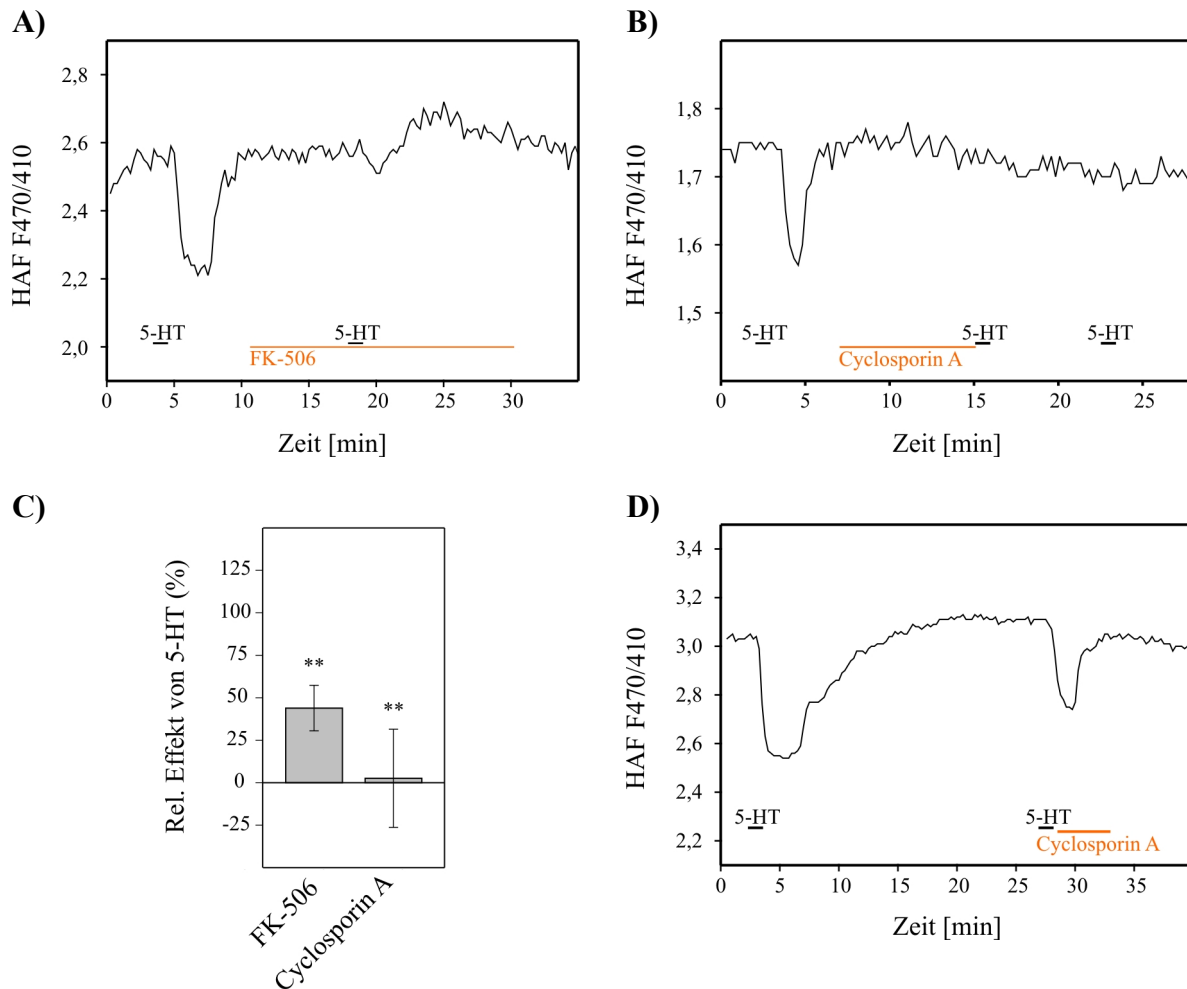 A)
HAF F470/410
2,8
2,6
2,4
2,2
2,0
5-HT
5-HT
FK-506
0 5 10 15 20 25 30
Zeit [min]
B)
HAF F470/410
1,8
1,7
1,6
1,5
5-HT
5-HT
5-HT
Cyclosporin A
0 5 10 15 20 25
Zeit [min]
C)
Rel. Effekt von 5-HT (%)
125
100
75
50
25
0
-25
**
**
FK-506
Cyclosporin A
D)
HAF F470/410
3,4
3,2
3,0
2,8
2,6
2,4
2,2
5-HT
5-HT
Cyclosporin A
0 5 10 15 20 25 30 35
Zeit [min]